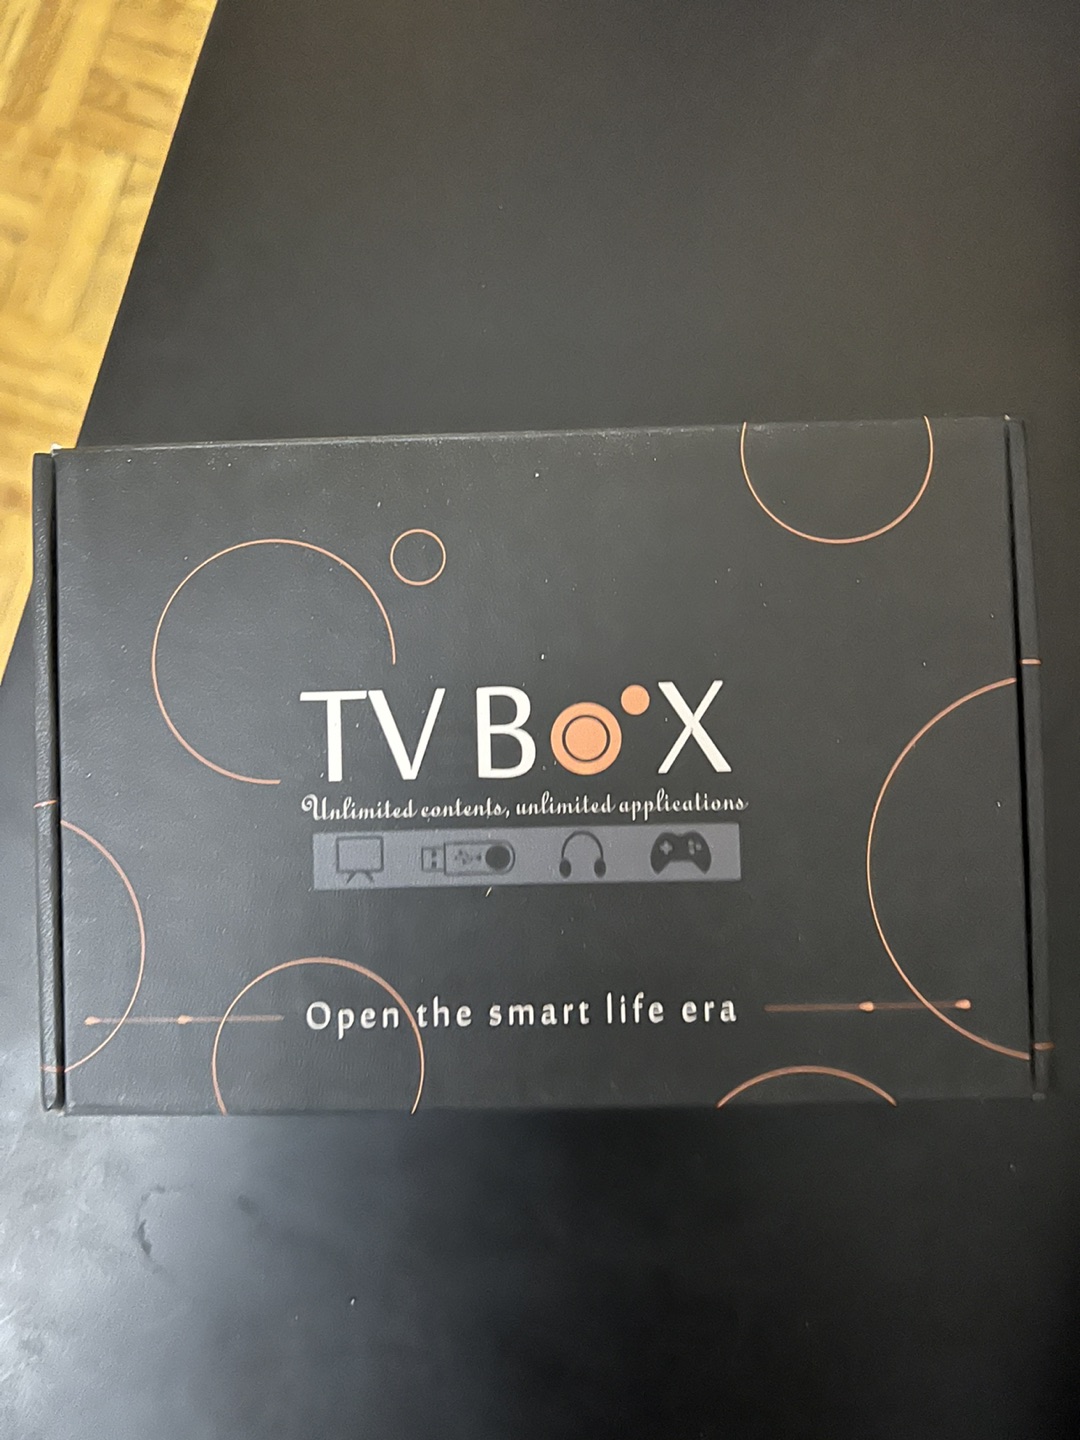 TV BOX
Unlimited contents, unlimited applications
Open the smart life era